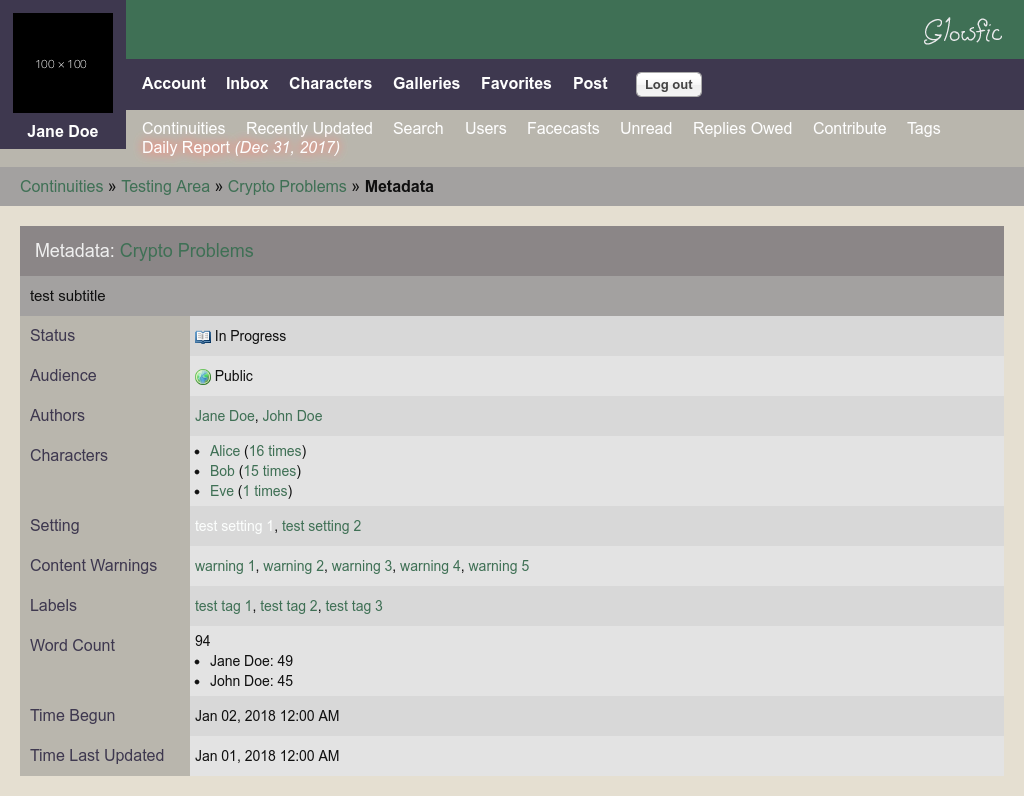 100 × 100
Glowfic
Account Inbox Characters Galleries Favorites Post Log out
Jane Doe
Continuities Recently Updated Search Users Facecasts Unread Replies Owed Contribute Tags
Daily Report (Dec 31, 2017)
Continuities » Testing Area » Crypto Problems » Metadata
Metadata: Crypto Problems
test subtitle
Status In Progress
Audience Public
Authors Jane Doe, John Doe
Characters
• Alice (16 times)
• Bob (15 times)
• Eve (1 times)
Setting test setting 1, test setting 2
Content Warnings warning 1, warning 2, warning 3, warning 4, warning 5
Labels test tag 1, test tag 2, test tag 3
Word Count 94
• Jane Doe: 49
• John Doe: 45
Time Begun Jan 02, 2018 12:00 AM
Time Last Updated Jan 01, 2018 12:00 AM